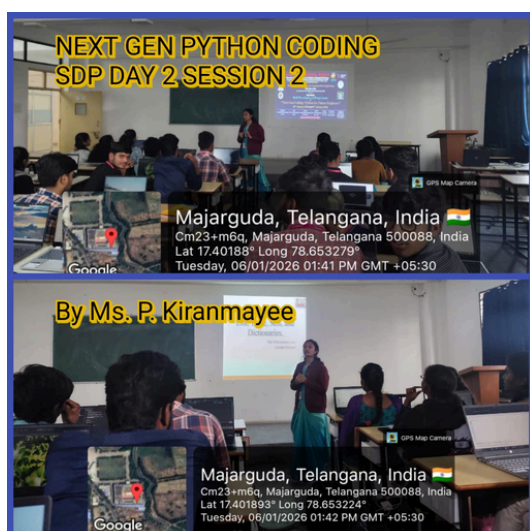 NEXT GEN PYTHON CODING
SDP DAY 2 SESSION 2
GPS Map Camera
Majarguda, Telangana, India
Cm23+m6q, Majarguda, Telangana 500088, India
Lat 17.40188° Long 78.653279°
Tuesday, 06/01/2026 01:41 PM GMT +05:30
Google
By Ms. P. Kiranmayee
Dictionaries
GPS Map Camera
Majarguda, Telangana, India
Cm23+m6q, Majarguda, Telangana 500088, India
Lat 17.401893° Long 78.653224°
Tuesday, 06/01/2026 01:42 PM GMT +05:30
Google